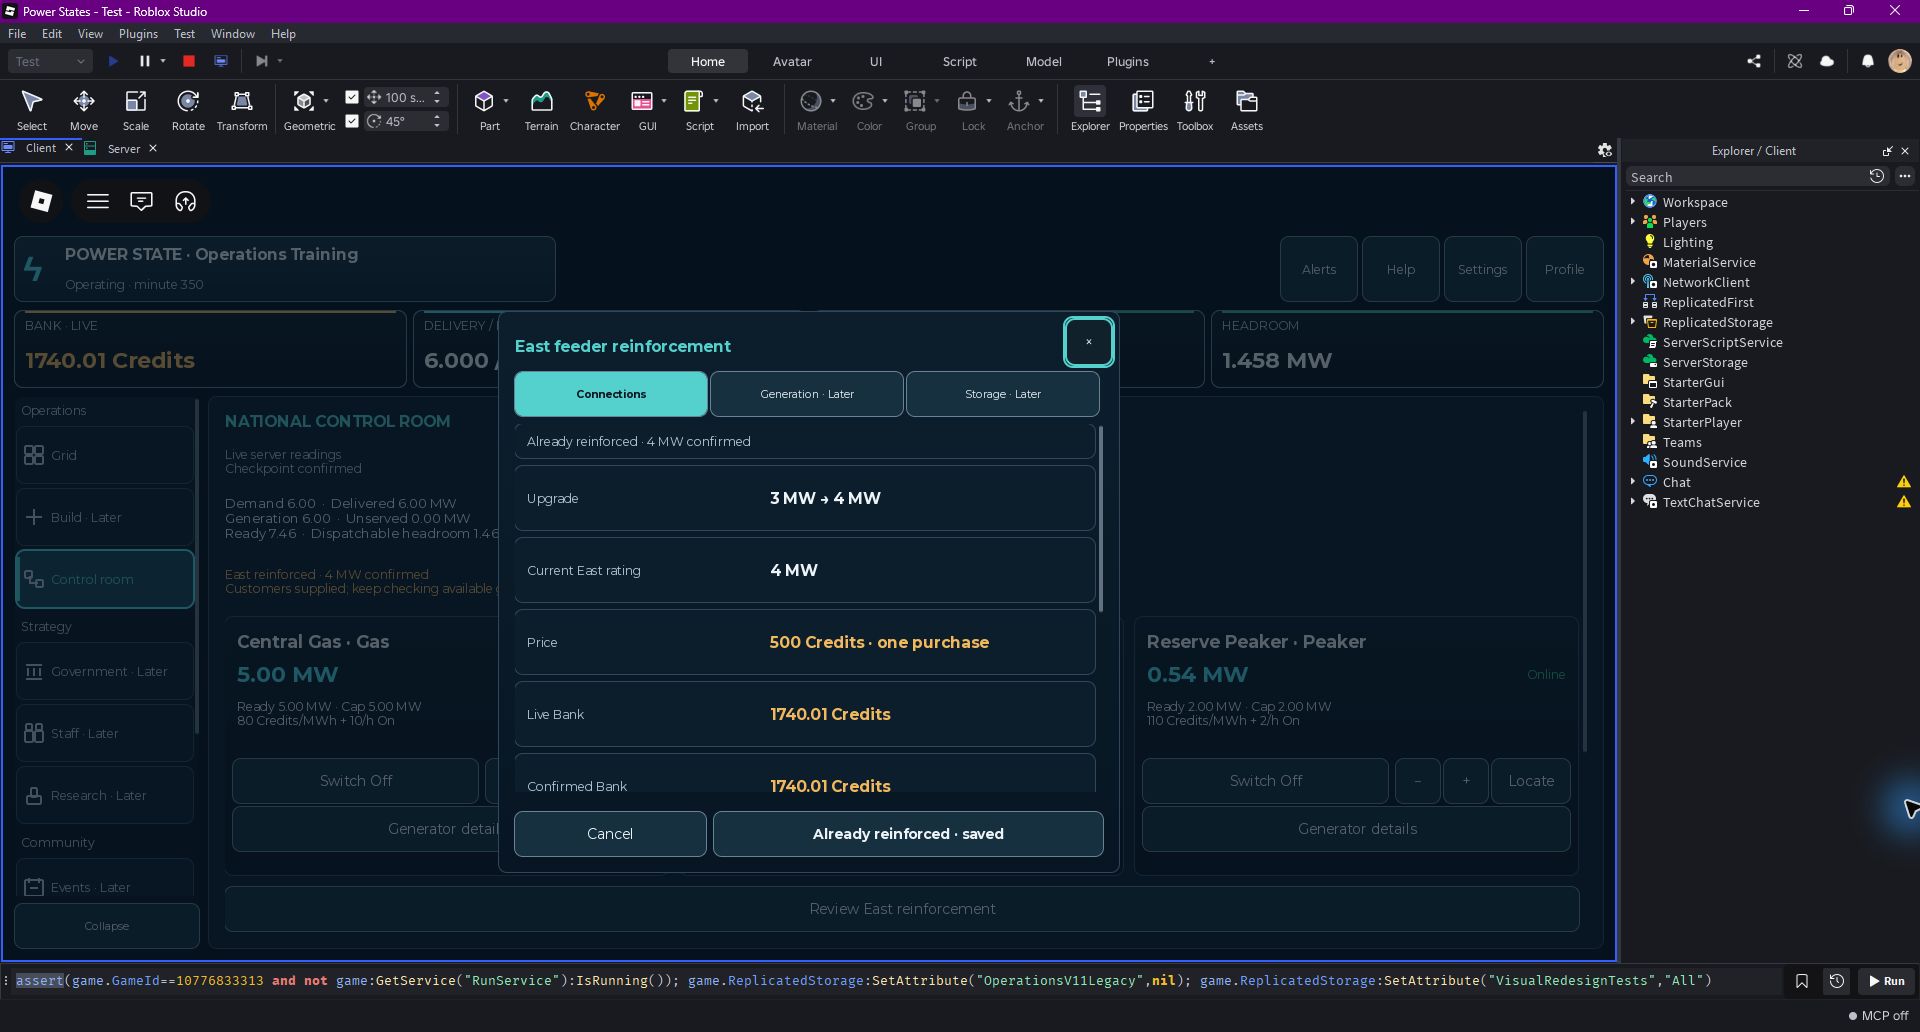 Power States - Test - Roblox Studio
File Edit View Plugins Test Window Help
Test
Home Avatar UI Script Model Plugins +
100 s...
45°
Select Move Scale Rotate Transform Geometric Part Terrain Character GUI Script Import Material Color Group Lock Anchor Explorer Properties Toolbox Assets
Client Server
Explorer / Client
Search
Workspace
Players
Lighting
MaterialService
NetworkClient
ReplicatedFirst
ReplicatedStorage
ServerScriptService
ServerStorage
StarterGui
StarterPack
StarterPlayer
Teams
SoundService
Chat
TextChatService
POWER STATE · Operations Training
Operating · minute 350
Alerts Help Settings Profile
BANK · LIVE
1740.01 Credits
DELIVERY /
6.000
HEADROOM
1.458 MW
Operations
Grid
Build · Later
Control room
Strategy
Government · Later
Staff · Later
Research · Later
Community
Events · Later
Collapse
NATIONAL CONTROL ROOM
Live server readings
Checkpoint confirmed
Demand 6.00 · Delivered 6.00 MW
Generation 6.00 · Unserved 0.00 MW
Ready 7.46 · Dispatchable headroom 1.46
East reinforced · 4 MW confirmed
Customers supplied; keep checking available
Central Gas · Gas
5.00 MW
Ready 5.00 MW · Cap 5.00 MW
80 Credits/MWh + 10/h On
Switch Off
Generator detail
East feeder reinforcement
×
Connections Generation · Later Storage · Later
Already reinforced · 4 MW confirmed
Upgrade 3 MW → 4 MW
Current East rating 4 MW
Price 500 Credits · one purchase
Live Bank 1740.01 Credits
Confirmed Bank 1740.01 Credits
Cancel Already reinforced · saved
Reserve Peaker · Peaker
0.54 MW Online
Ready 2.00 MW · Cap 2.00 MW
110 Credits/MWh + 2/h On
Switch Off − + Locate
Generator details
Review East reinforcement
assert(game.GameId==10776833313 and not game:GetService("RunService"):IsRunning()); game.ReplicatedStorage:SetAttribute("OperationsV11Legacy",nil); game.ReplicatedStorage:SetAttribute("VisualRedesignTests","All")
Run
MCP off